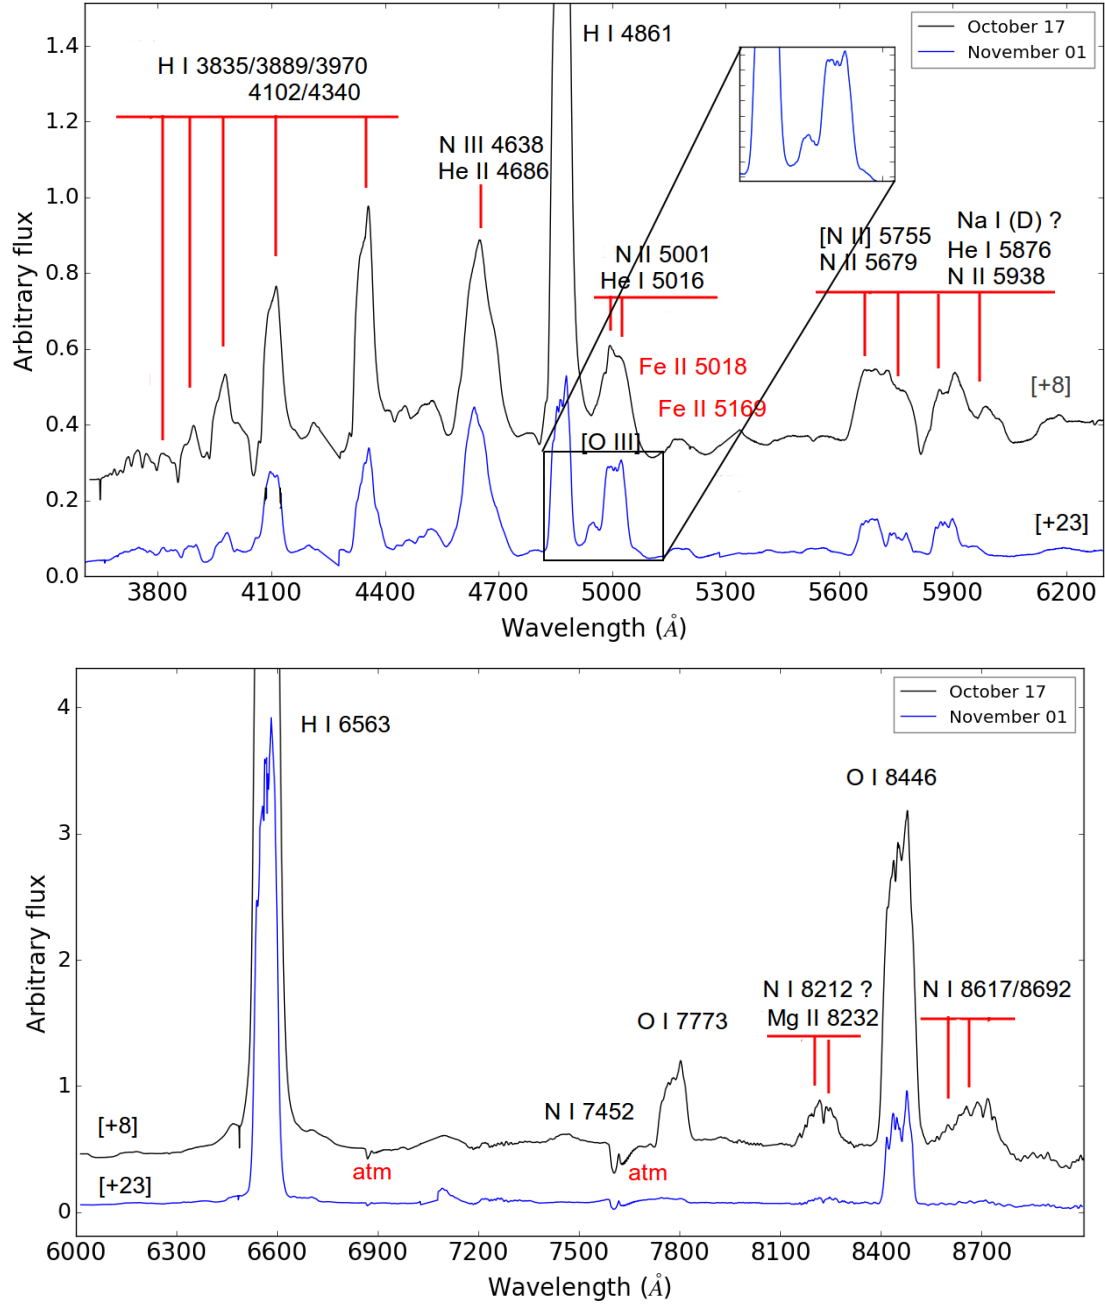 H I 4861
October 17
November 01
H I 3835/3889/3970
4102/4340
N III 4638
He II 4686
N II 5001
He I 5016
Fe II 5018
Fe II 5169
[O III]
[N II] 5755
N II 5679
Na I (D) ?
He I 5876
N II 5938
[+8]
[+23]
1.4
1.2
1.0
0.8
0.6
0.4
0.2
0.0
Arbitrary flux
3800 4100 4400 4700 5000 5300 5600 5900 6200
Wavelength (Å)
October 17
November 01
H I 6563
O I 8446
N I 8212 ?
Mg II 8232
N I 8617/8692
O I 7773
N I 7452
[+8]
atm
atm
[+23]
4
3
2
1
0
Arbitrary flux
6000 6300 6600 6900 7200 7500 7800 8100 8400 8700
Wavelength (Å)